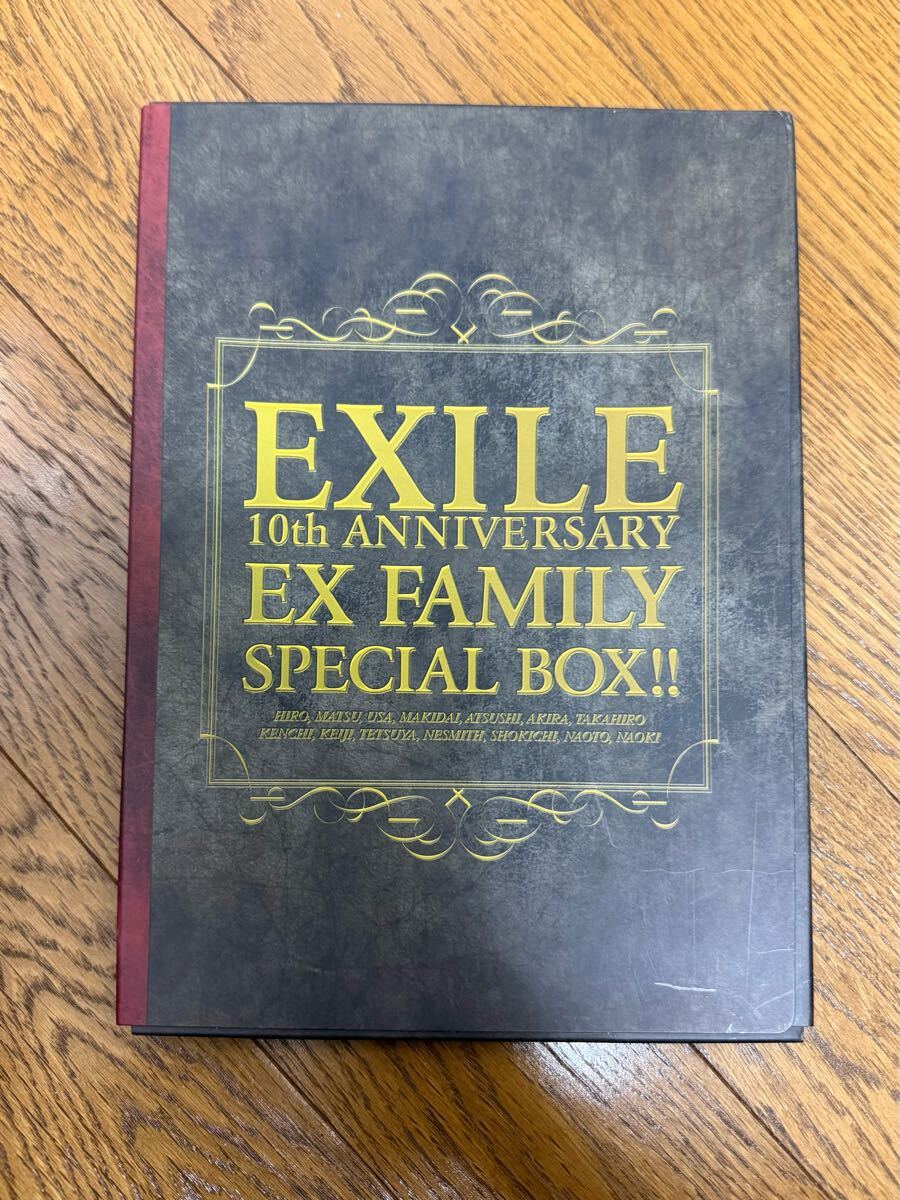 EXILE
10th ANNIVERSARY
EX FAMILY
SPECIAL BOX!!
HIRO, MATSU, USA, MAKIDAI, ATSUSHI, AKIRA, TAKAHIRO
KENCHI, KEIJI, TETSUYA, NESMITH, SHOKICHI, NAOTO, NAOKI